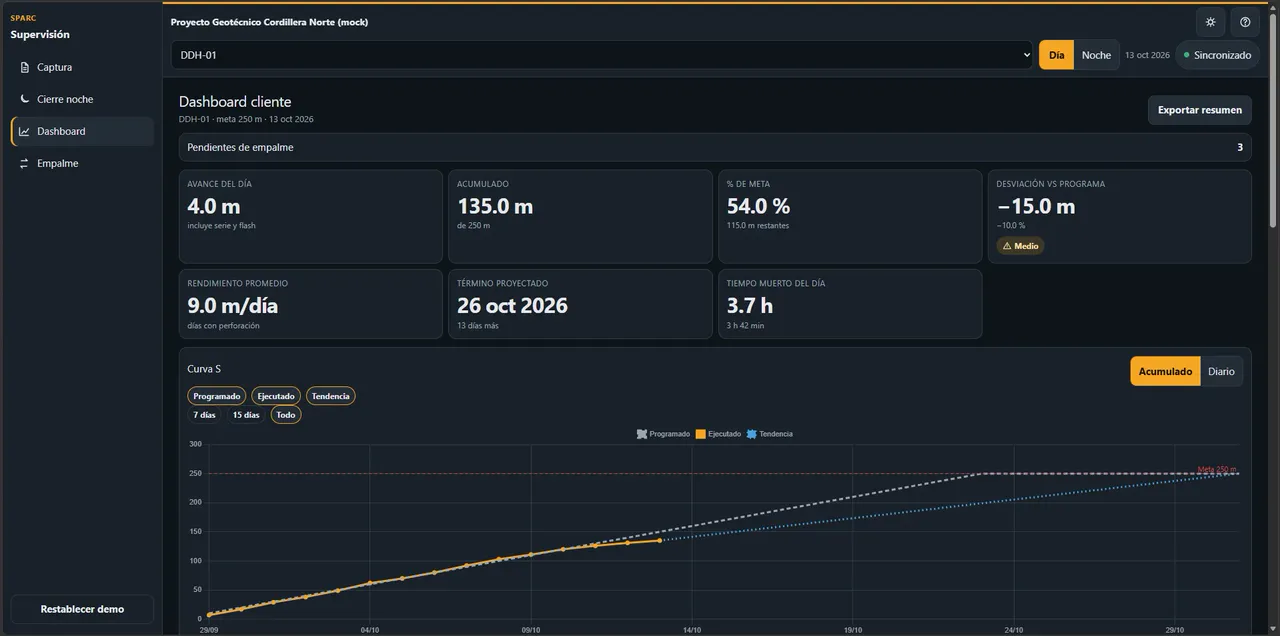 SPARC
Supervisión
Captura
Cierre noche
Dashboard
Empalme
Restablecer demo
Proyecto Geotécnico Cordillera Norte (mock)
DDH-01
Día
Noche
13 oct 2026
Sincronizado
Dashboard cliente
DDH-01 · meta 250 m · 13 oct 2026
Exportar resumen
Pendientes de empalme
3
AVANCE DEL DÍA
4.0 m
incluye serie y flash
ACUMULADO
135.0 m
de 250 m
% DE META
54.0 %
115.0 m restantes
DESVIACIÓN VS PROGRAMA
−15.0 m
−10.0 %
Medio
RENDIMIENTO PROMEDIO
9.0 m/día
días con perforación
TÉRMINO PROYECTADO
26 oct 2026
13 días más
TIEMPO MUERTO DEL DÍA
3.7 h
3 h 42 min
Curva S
Acumulado
Diario
Programado
Ejecutado
Tendencia
7 días
15 días
Todo
Programado
Ejecutado
Tendencia
300
250
200
150
100
50
0
Meta 250 m
29/09
04/10
09/10
14/10
19/10
24/10
29/10